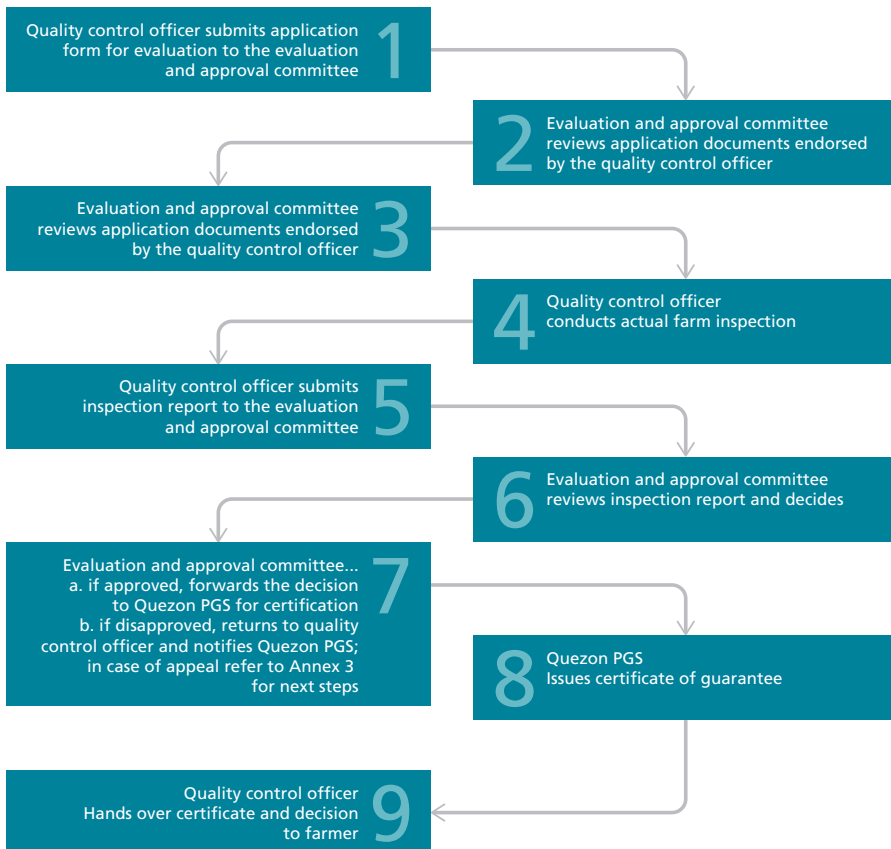 Quality control officer submits application
form for evaluation to the evaluation
and approval committee
1
2
Evaluation and approval committee
reviews application documents endorsed
by the quality control officer
Evaluation and approval committee
reviews application documents endorsed
by the quality control officer
3
4
Quality control officer
conducts actual farm inspection
Quality control officer submits
inspection report to the evaluation
and approval committee
5
6
Evaluation and approval committee
reviews inspection report and decides
Evaluation and approval committee...
a. if approved, forwards the decision
to Quezon PGS for certification
b. if disapproved, returns to quality
control officer and notifies Quezon PGS;
in case of appeal refer to Annex 3
for next steps
7
8
Quezon PGS
Issues certificate of guarantee
Quality control officer
Hands over certificate and decision
to farmer
9